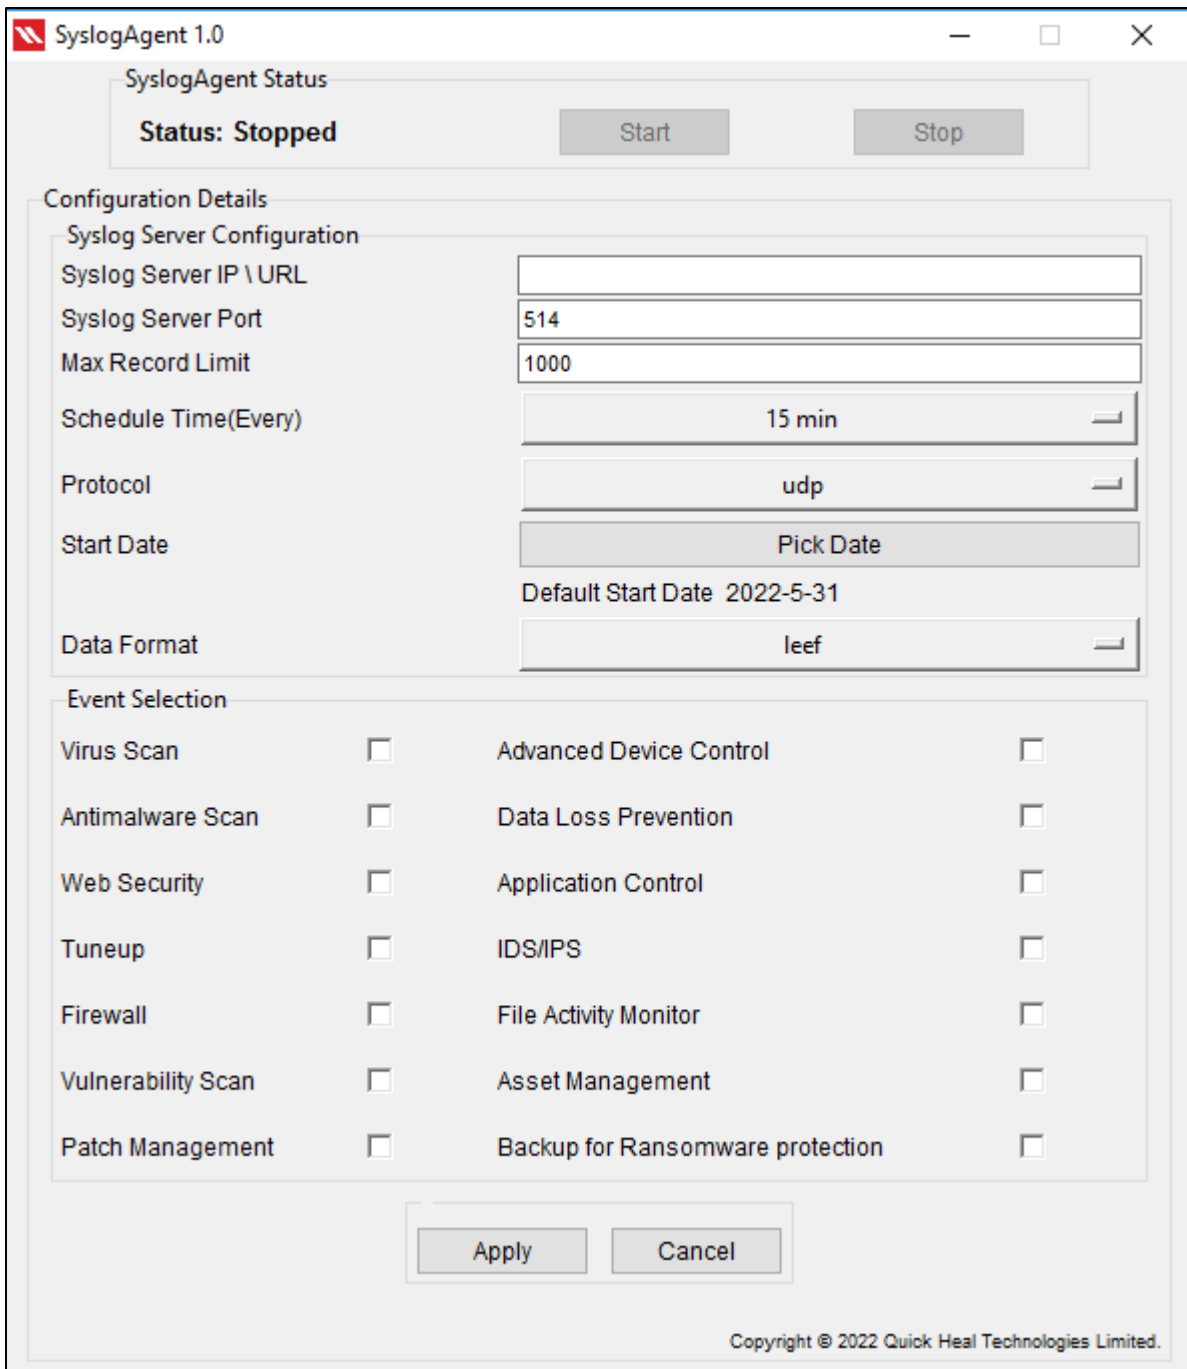 SyslogAgent 1.0
SyslogAgent Status
Status: Stopped Start Stop
Configuration Details
Syslog Server Configuration
Syslog Server IP \ URL
Syslog Server Port 514
Max Record Limit 1000
Schedule Time(Every) 15 min
Protocol udp
Start Date Pick Date
Default Start Date 2022-5-31
Data Format leef
Event Selection
Virus Scan Advanced Device Control
Antimalware Scan Data Loss Prevention
Web Security Application Control
Tuneup IDS/IPS
Firewall File Activity Monitor
Vulnerability Scan Asset Management
Patch Management Backup for Ransomware protection
Apply Cancel
Copyright © 2022 Quick Heal Technologies Limited.